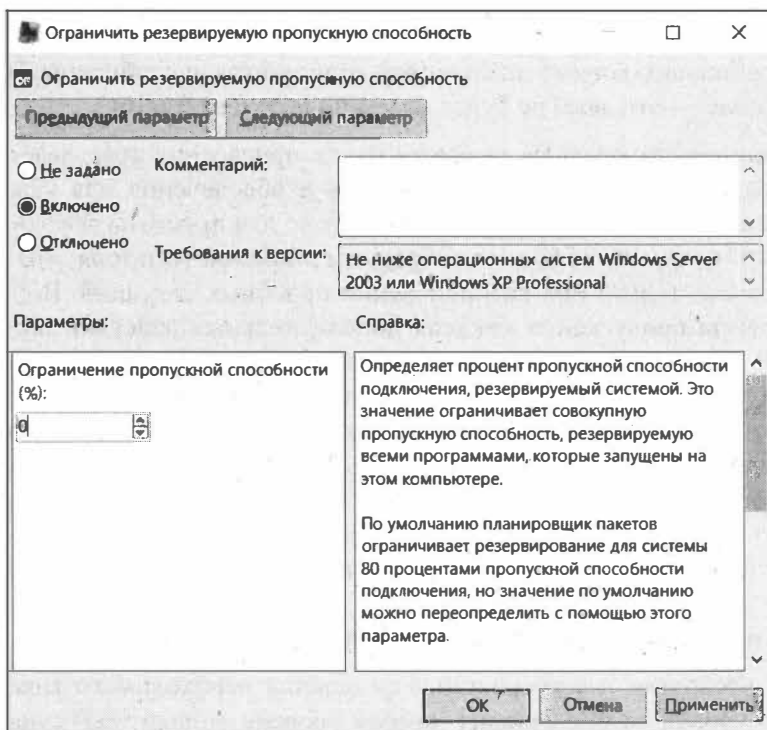 Ограничить резервируемую пропускную способность
Ограничить резервируемую пропускную способность
Предыдущий параметр
Следующий параметр
Не задано
Включено
Отключено
Комментарий:
Требования к версии:
Не ниже операционных систем Windows Server
2003 или Windows XP Professional
Параметры:
Справка:
Ограничение пропускной способности
(%):
0
Определяет процент пропускной способности
подключения, резервируемый системой. Это
значение ограничивает совокупную
пропускную способность, резервируемую
всеми программами, которые запущены на
этом компьютере.
По умолчанию планировщик пакетов
ограничивает резервирование для системы
80 процентами пропускной способности
подключения, но значение по умолчанию
можно переопределить с помощью этого
параметра.
ОК
Отмена
Применить